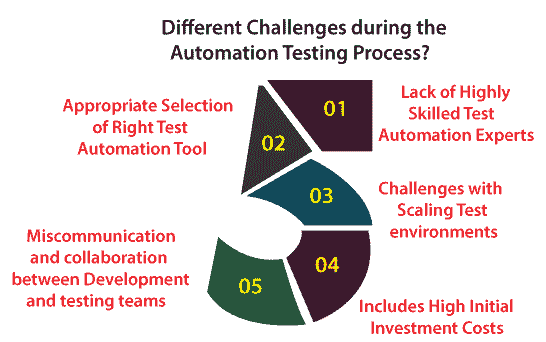 Different Challenges during the
Automation Testing Process?
01
Lack of Highly
Skilled Test
Automation Experts
Appropriate Selection
of Right Test
Automation Tool
02
03
Challenges with
Scaling Test
environments
04
Includes High Initial
Investment Costs
Miscommunication
and collaboration
between Development
and testing teams
05